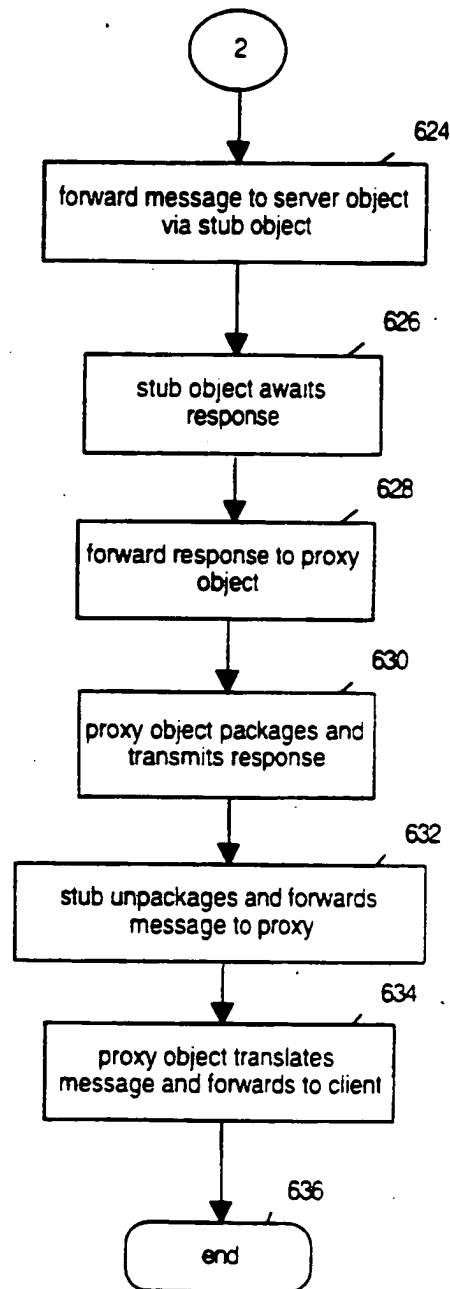 2
624
forward message to server object
via stub object
626
stub object awaits
response
628
forward response to proxy
object
630
proxy object packages and
transmits response
632
stub unpackages and forwards
message to proxy
634
proxy object translates
message and forwards to client
636
end